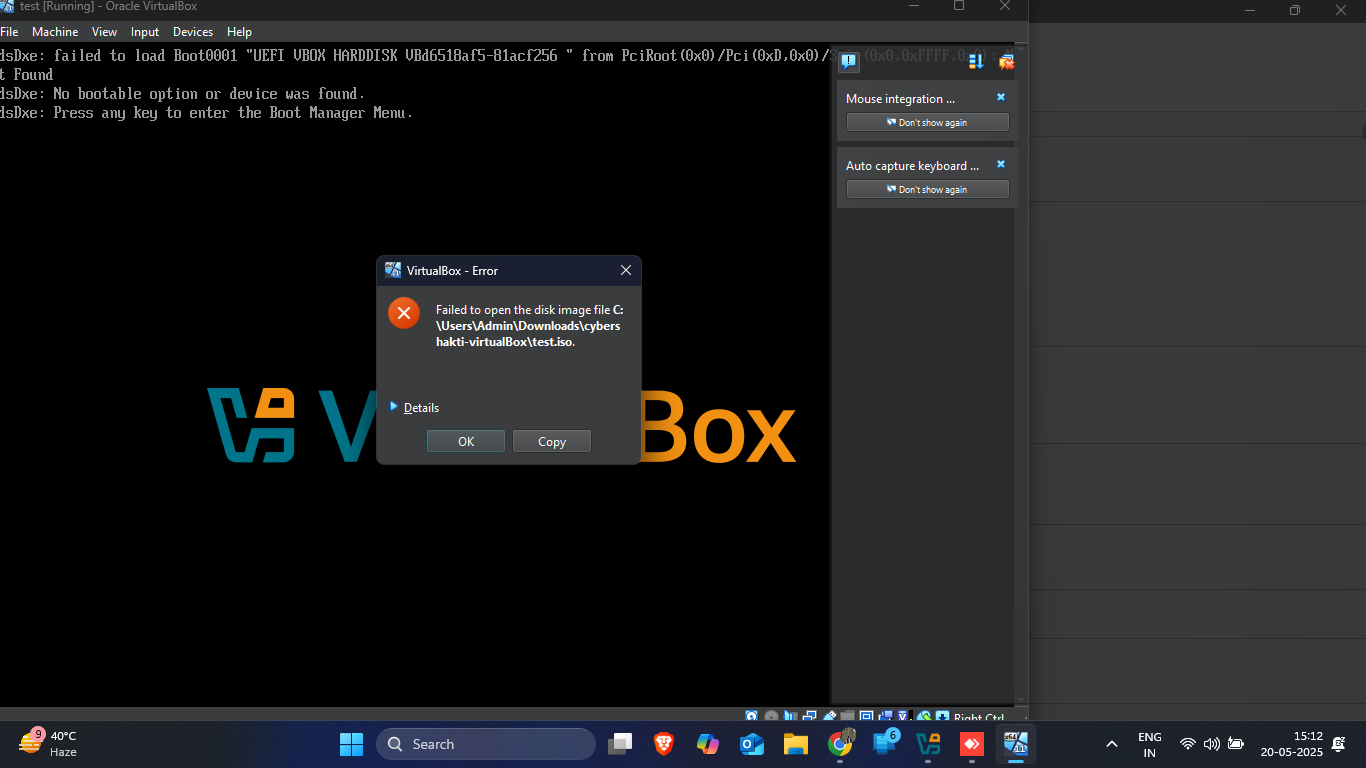 test [Running] - Oracle VirtualBox
File Machine View Input Devices Help
dsDxe: failed to load Boot0001 "UEFI VBOX HARDDISK VBd6518af5-81acf256 " from PciRoot(0x0)/Pci(0xD,0x0)/S (0x0,0xFFFF,0x0): N
t Found
dsDxe: No bootable option or device was found.
dsDxe: Press any key to enter the Boot Manager Menu.
Mouse integration ...
Don't show again
Auto capture keyboard ...
Don't show again
VirtualBox - Error
Failed to open the disk image file C:
\Users\Admin\Downloads\cybers
hakti-virtualBox\test.iso.
Details
OK Copy
V Box
Right Ctrl
9
40°C
Haze
Search
6
ENG
IN
15:12
20-05-2025